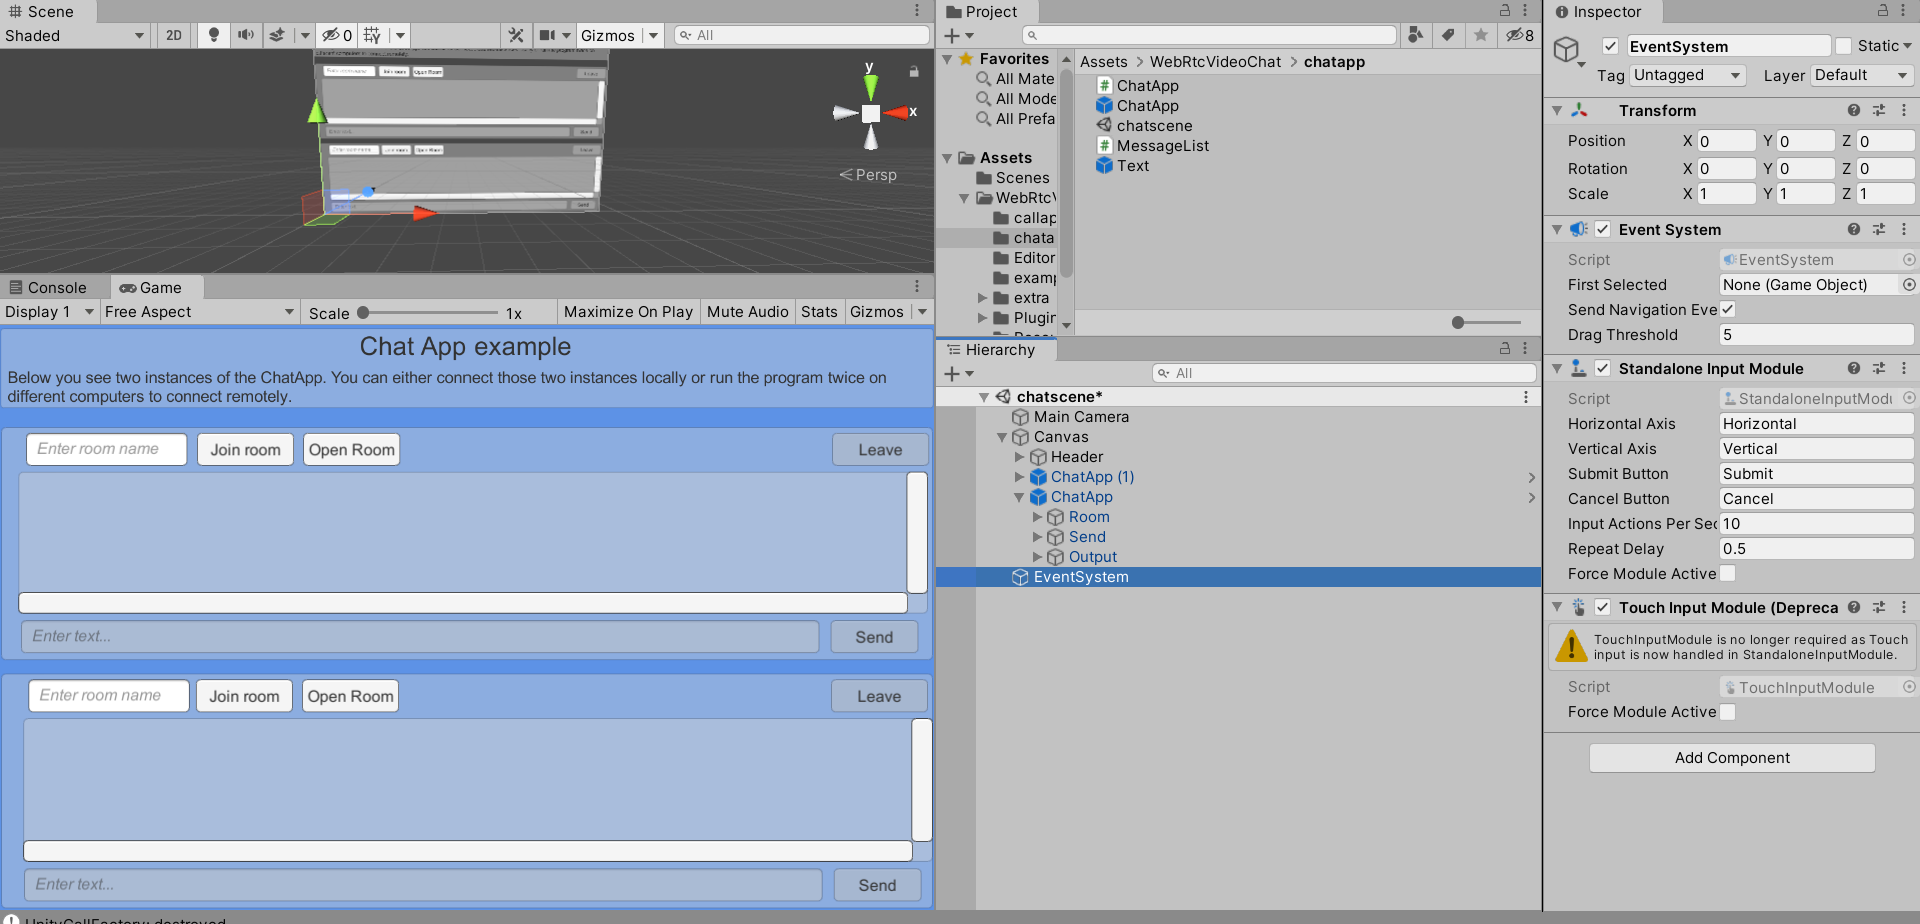 Scene
Shaded
2D
0
Gizmos
All
y
x
Persp
Console
Game
Display 1
Free Aspect
Scale
1x
Maximize On Play
Mute Audio
Stats
Gizmos
Chat App example
Below you see two instances of the ChatApp. You can either connect those two instances locally or run the program twice on
different computers to connect remotely.
Enter room name
Join room
Open Room
Leave
Enter text...
Send
Enter room name
Join room
Open Room
Leave
Enter text...
Send
UnityCallFactory: destroyed
Project
8
Favorites
All Mate
All Mode
All Prefa
Assets
Scenes
WebRtcV
callap
chata
Editor
examp
extra
Plugin
Assets > WebRtcVideoChat > chatapp
ChatApp
ChatApp
chatscene
MessageList
Text
Hierarchy
All
chatscene*
Main Camera
Canvas
Header
ChatApp (1)
ChatApp
Room
Send
Output
EventSystem
Inspector
EventSystem
Static
Tag Untagged
Layer Default
Transform
Position X 0 Y 0 Z 0
Rotation X 0 Y 0 Z 0
Scale X 1 Y 1 Z 1
Event System
Script EventSystem
First Selected None (Game Object)
Send Navigation Eve
Drag Threshold 5
Standalone Input Module
Script StandaloneInputModu
Horizontal Axis Horizontal
Vertical Axis Vertical
Submit Button Submit
Cancel Button Cancel
Input Actions Per Sec 10
Repeat Delay 0.5
Force Module Active
Touch Input Module (Depreca
TouchInputModule is no longer required as Touch
input is now handled in StandaloneInputModule.
Script TouchInputModule
Force Module Active
Add Component